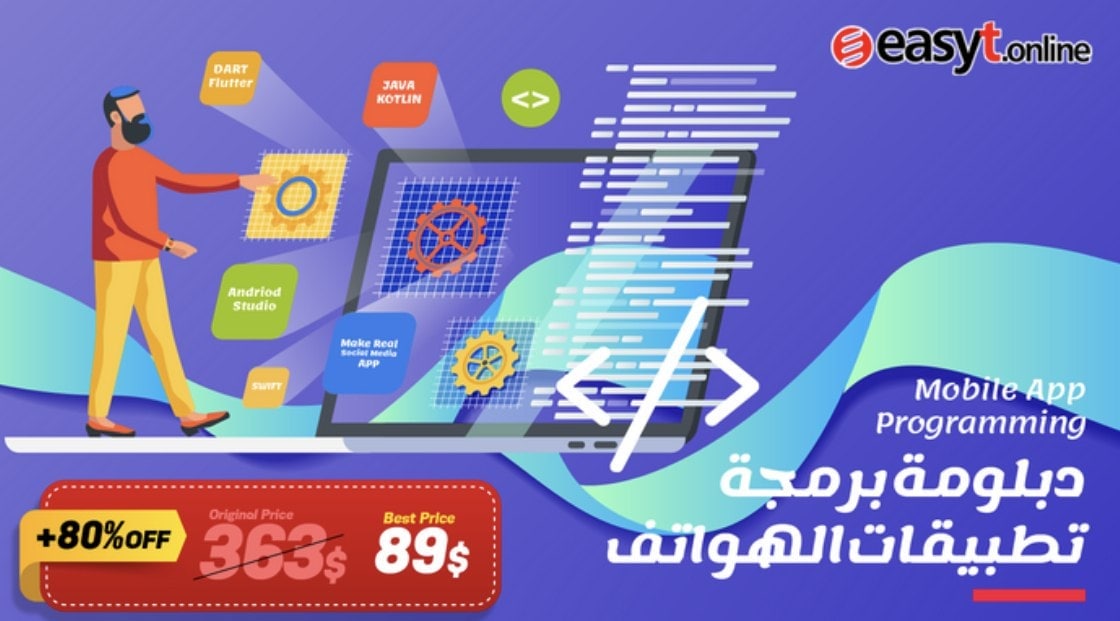 easyt.online
DART
Flutter
JAVA
KOTLIN
<>
Andriod
Studio
Make Real
Social Media
APP
SWIFT
</>
Mobile App
Programming
دبلومة برمجة
تطبيقات الهواتف
+80% OFF
Original Price
363$
Best Price
89$